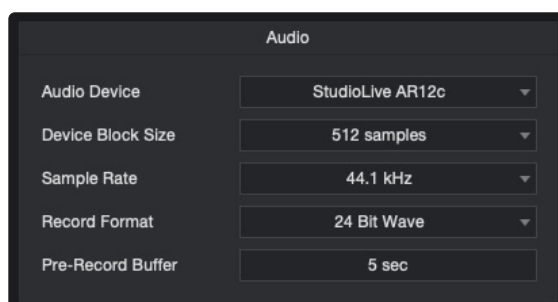 Audio
Audio Device StudioLive AR12c
Device Block Size 512 samples
Sample Rate 44.1 kHz
Record Format 24 Bit Wave
Pre-Record Buffer 5 sec